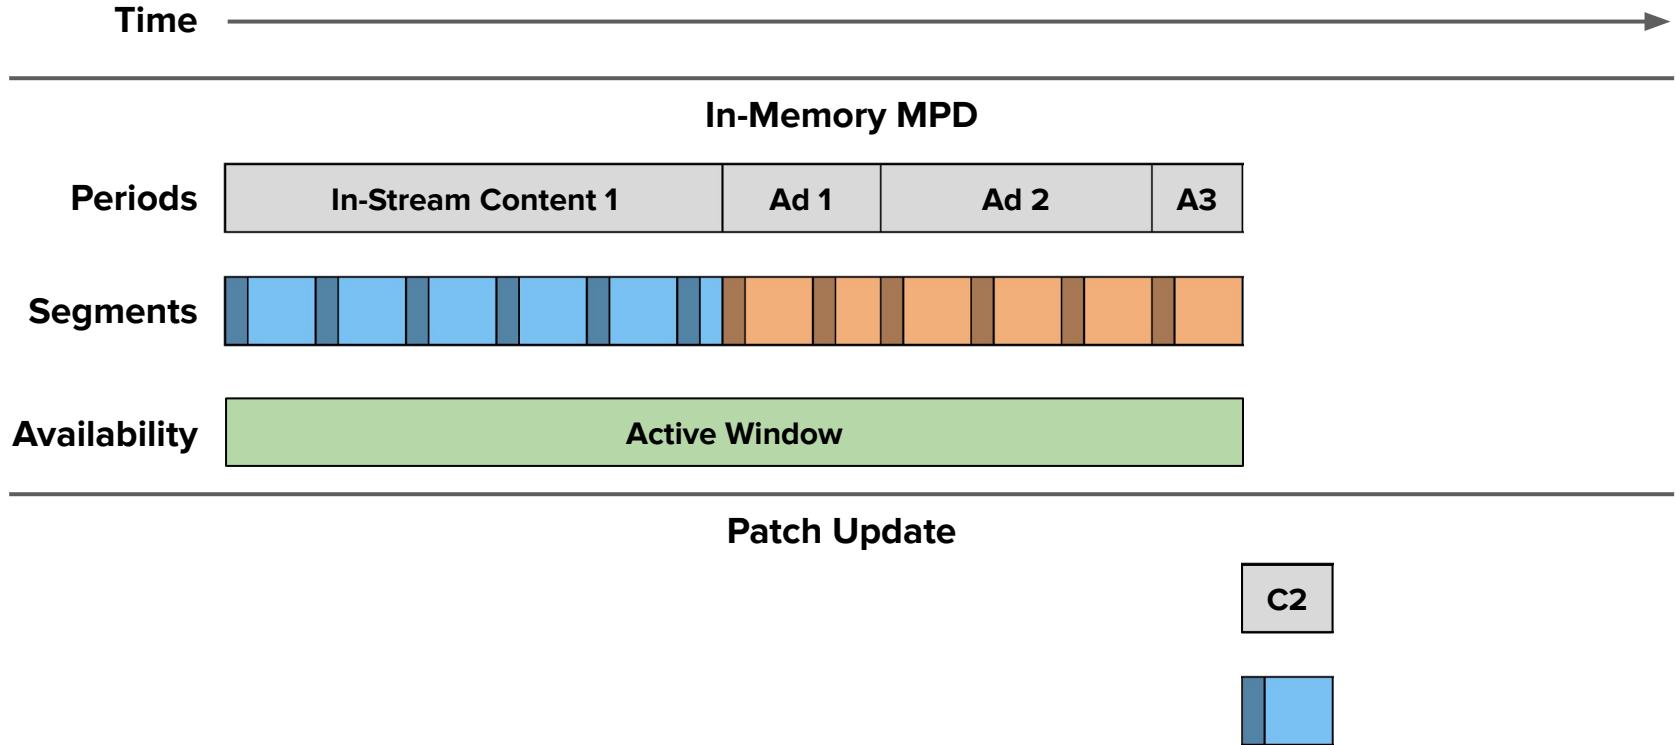 Time
In-Memory MPD
Periods In-Stream Content 1 Ad 1 Ad 2 A3
Segments
Availability Active Window
Patch Update
C2